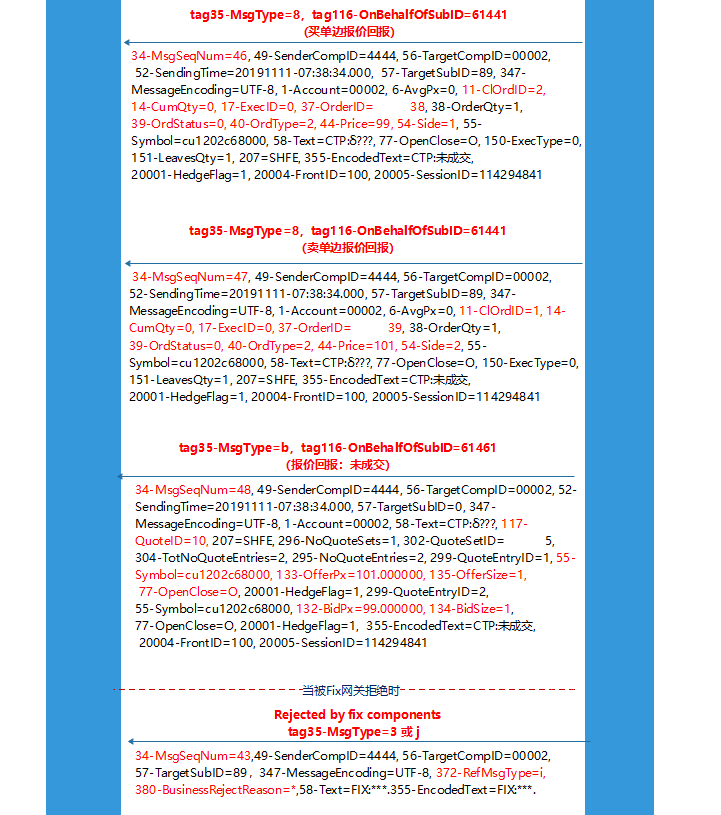 tag35-MsgType=8，tag116-OnBehalfOfSubID=61441
(买单边报价回报)
34-MsgSeqNum=46, 49-SenderCompID=4444, 56-TargetCompID=00002,
52-SendingTime=20191111-07:38:34.000, 57-TargetSubID=89, 347-
MessageEncoding=UTF-8, 1-Account=00002, 6-AvgPx=0, 11-ClOrdID=2,
14-CumQty=0, 17-ExecID=0, 37-OrderID= 38, 38-OrderQty=1,
39-OrdStatus=0, 40-OrdType=2, 44-Price=99, 54-Side=1, 55-
Symbol=cu1202c68000, 58-Text=CTP:δ???, 77-OpenClose=O, 150-ExecType=0,
151-LeavesQty=1, 207=SHFE, 355-EncodedText=CTP:未成交,
20001-HedgeFlag=1, 20004-FrontID=100, 20005-SessionID=114294841
tag35-MsgType=8，tag116-OnBehalfOfSubID=61441
(卖单边报价回报)
34-MsgSeqNum=47, 49-SenderCompID=4444, 56-TargetCompID=00002,
52-SendingTime=20191111-07:38:34.000, 57-TargetSubID=89, 347-
MessageEncoding=UTF-8, 1-Account=00002, 6-AvgPx=0, 11-ClOrdID=1, 14-
CumQty=0, 17-ExecID=0, 37-OrderID= 39, 38-OrderQty=1,
39-OrdStatus=0, 40-OrdType=2, 44-Price=101, 54-Side=2, 55-
Symbol=cu1202c68000, 58-Text=CTP:δ???, 77-OpenClose=O, 150-ExecType=0,
151-LeavesQty=1, 207=SHFE, 355-EncodedText=CTP:未成交,
20001-HedgeFlag=1, 20004-FrontID=100, 20005-SessionID=114294841
tag35-MsgType=b，tag116-OnBehalfOfSubID=61461
(报价回报：未成交)
34-MsgSeqNum=48, 49-SenderCompID=4444, 56-TargetCompID=00002, 52-
SendingTime=20191111-07:38:34.000, 57-TargetSubID=0, 347-
MessageEncoding=UTF-8, 1-Account=00002, 58-Text=CTP:δ???, 117-
QuoteID=10, 207=SHFE, 296-NoQuoteSets=1, 302-QuoteSetID= 5,
304-TotNoQuoteEntries=2, 295-NoQuoteEntries=2, 299-QuoteEntryID=1, 55-
Symbol=cu1202c68000, 133-OfferPx=101.000000, 135-OfferSize=1,
77-OpenClose=O, 20001-HedgeFlag=1, 299-QuoteEntryID=2,
55-Symbol=cu1202c68000, 132-BidPx=99.000000, 134-BidSize=1,
77-OpenClose=O, 20001-HedgeFlag=1, 355-EncodedText=CTP:未成交,
20004-FrontID=100, 20005-SessionID=114294841
当被Fix网关拒绝时
Rejected by fix components
tag35-MsgType=3 或 j
34-MsgSeqNum=43,49-SenderCompID=4444, 56-TargetCompID=00002,
57-TargetSubID=89，347-MessageEncoding=UTF-8, 372-RefMsgType=i,
380-BusinessRejectReason=*,58-Text=FIX:***.355-EncodedText=FIX:***.